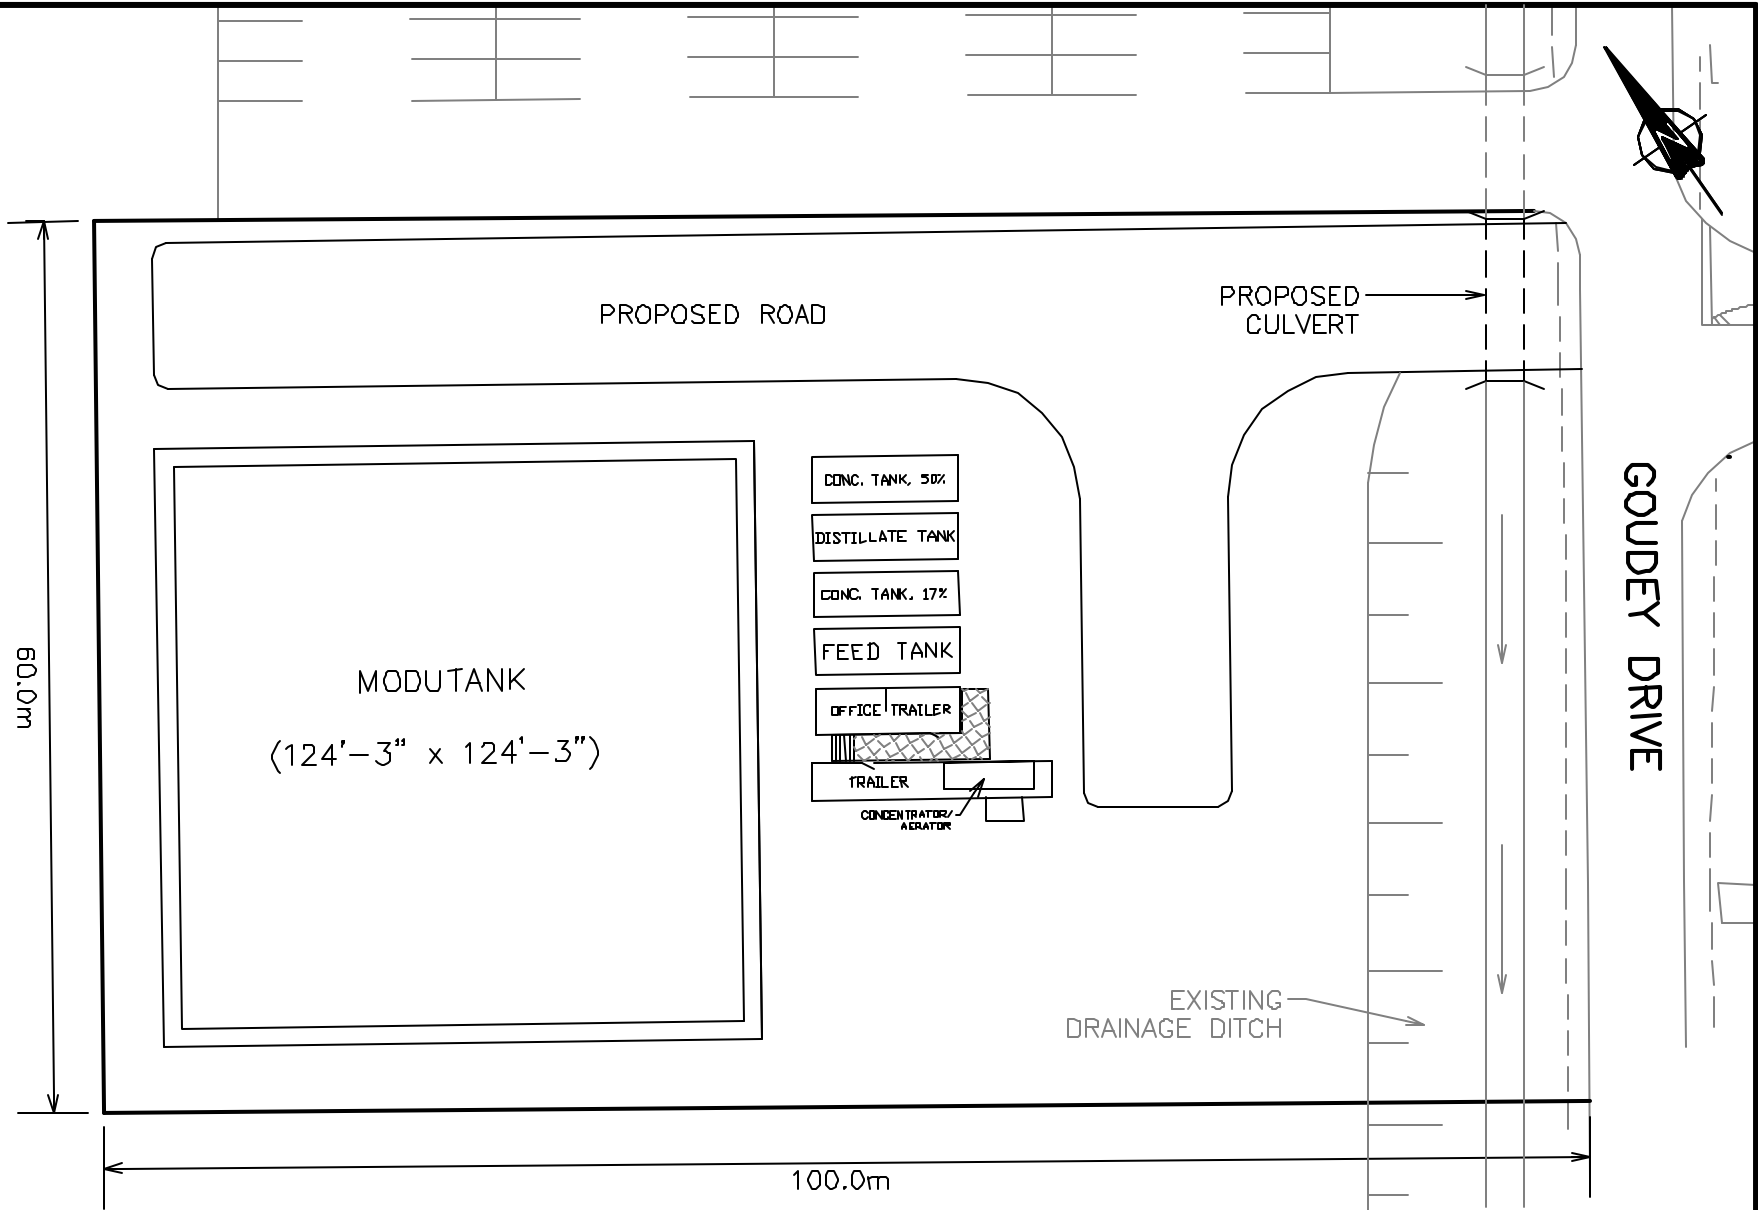 PROPOSED ROAD
PROPOSED
CULVERT
CONC. TANK, 50%
DISTILLATE TANK
CONC. TANK, 17%
FEED TANK
OFFICE TRAILER
TRAILER
CONCENTRATOR/
AERATOR
MODUTANK
(124'-3" x 124'-3")
60.0m
GOUDEY DRIVE
EXISTING
DRAINAGE DITCH
100.0m